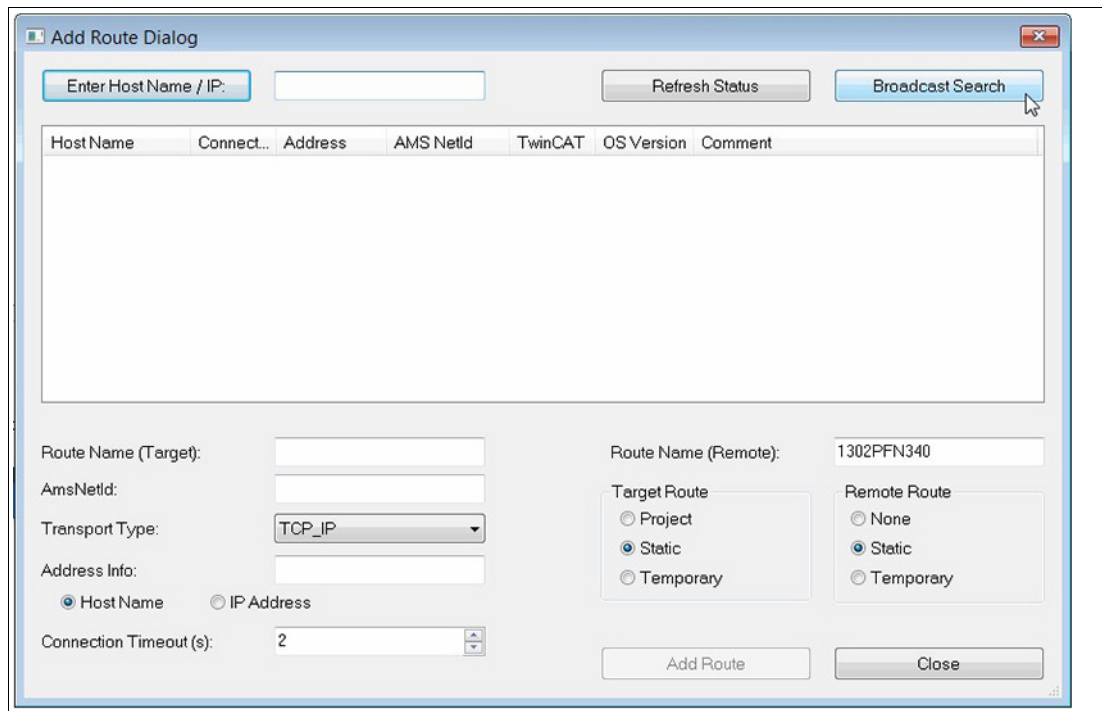 Add Route Dialog
Enter Host Name / IP: Refresh Status Broadcast Search
Host Name Connect... Address AMS NetId TwinCAT OS Version Comment
Route Name (Target): Route Name (Remote): 1302PFN340
AmsNetId: Target Route Remote Route
Project None
Transport Type: TCP_IP
Static Static
Address Info:
Temporary Temporary
Host Name IP Address
Connection Timeout (s): 2
Add Route Close